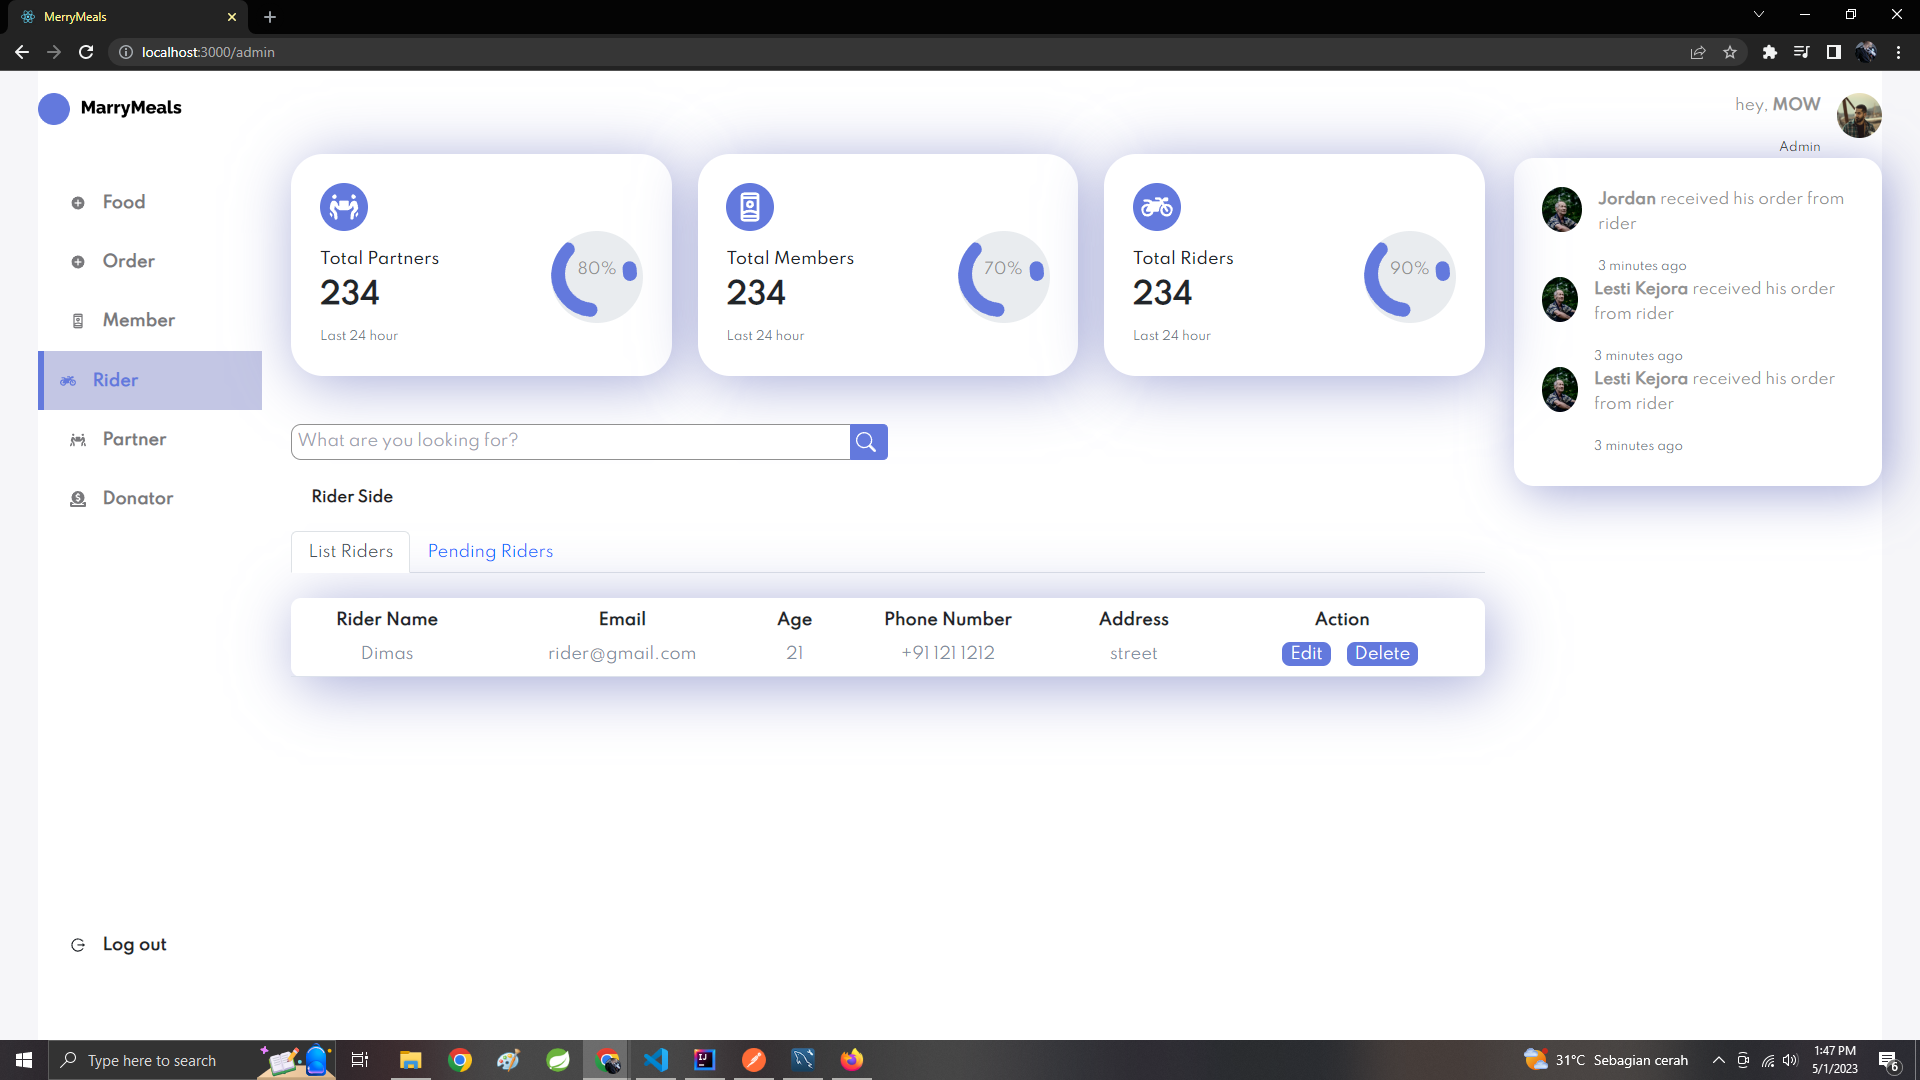 MerryMeals
localhost:3000/admin
MarryMeals
hey, MOW
Admin
Food
Order
Member
Rider
Partner
Donator
Log out
Total Partners
234
Last 24 hour
80%
Total Members
234
Last 24 hour
70%
Total Riders
234
Last 24 hour
90%
Jordan received his order from
rider
3 minutes ago
Lesti Kejora received his order
from rider
3 minutes ago
Lesti Kejora received his order
from rider
3 minutes ago
What are you looking for?
Rider Side
List Riders Pending Riders
Rider Name Email Age Phone Number Address Action
Dimas rider@gmail.com 21 +91 121 1212 street Edit Delete
Type here to search
31°C Sebagian cerah
1:47 PM
5/1/2023
6